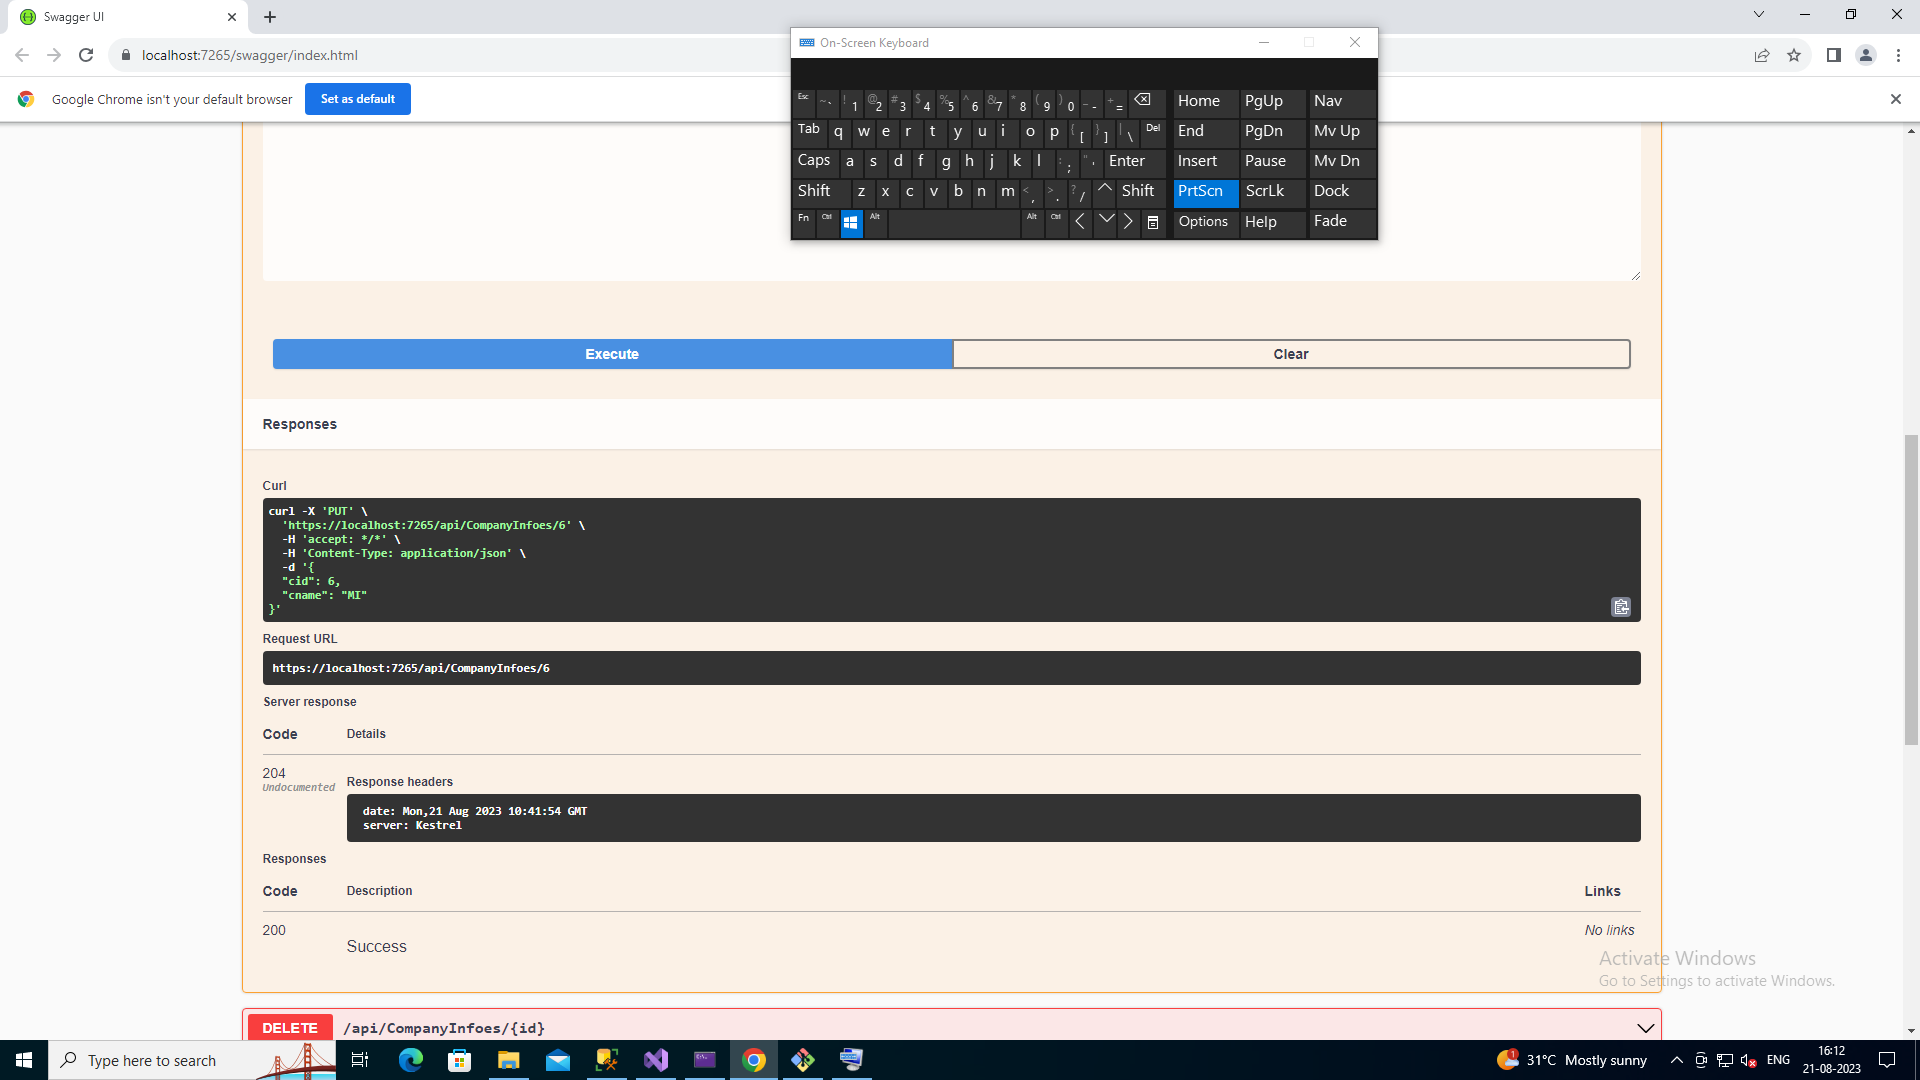 Swagger UI
localhost:7265/swagger/index.html
Google Chrome isn't your default browser
Set as default
On-Screen Keyboard
Esc ~ ` ! 1 @ 2 # 3 $ 4 % 5 ^ 6 & 7 * 8 ( 9 ) 0 _ - + = Home PgUp Nav
Tab q w e r t y u i o p { [ } ] | \ Del End PgDn Mv Up
Caps a s d f g h j k l : ; " ' Enter Insert Pause Mv Dn
Shift z x c v b n m < , > . ? / Shift PrtScn ScrLk Dock
Fn Ctrl Alt Alt Ctrl Options Help Fade
Execute
Clear
Responses
Curl
curl -X 'PUT' \
'https://localhost:7265/api/CompanyInfoes/6' \
-H 'accept: */*' \
-H 'Content-Type: application/json' \
-d '{
"cid": 6,
"cname": "MI"
}'
Request URL
https://localhost:7265/api/CompanyInfoes/6
Server response
Code Details
204
Undocumented
Response headers
date: Mon,21 Aug 2023 10:41:54 GMT
server: Kestrel
Responses
Code Description Links
200 No links
Success
Activate Windows
Go to Settings to activate Windows.
DELETE /api/CompanyInfoes/{id}
Type here to search
1
31°C Mostly sunny
ENG
16:12
21-08-2023